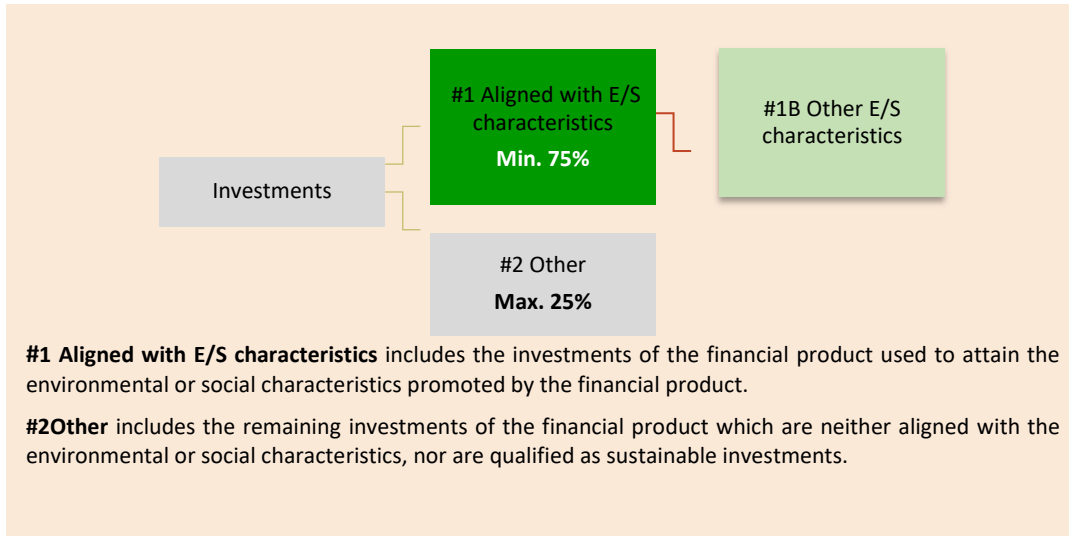 #1 Aligned with E/S
characteristics
Min. 75%
#1B Other E/S
characteristics
Investments
#2 Other
Max. 25%
#1 Aligned with E/S characteristics includes the investments of the financial product used to attain the
environmental or social characteristics promoted by the financial product.
#2Other includes the remaining investments of the financial product which are neither aligned with the
environmental or social characteristics, nor are qualified as sustainable investments.